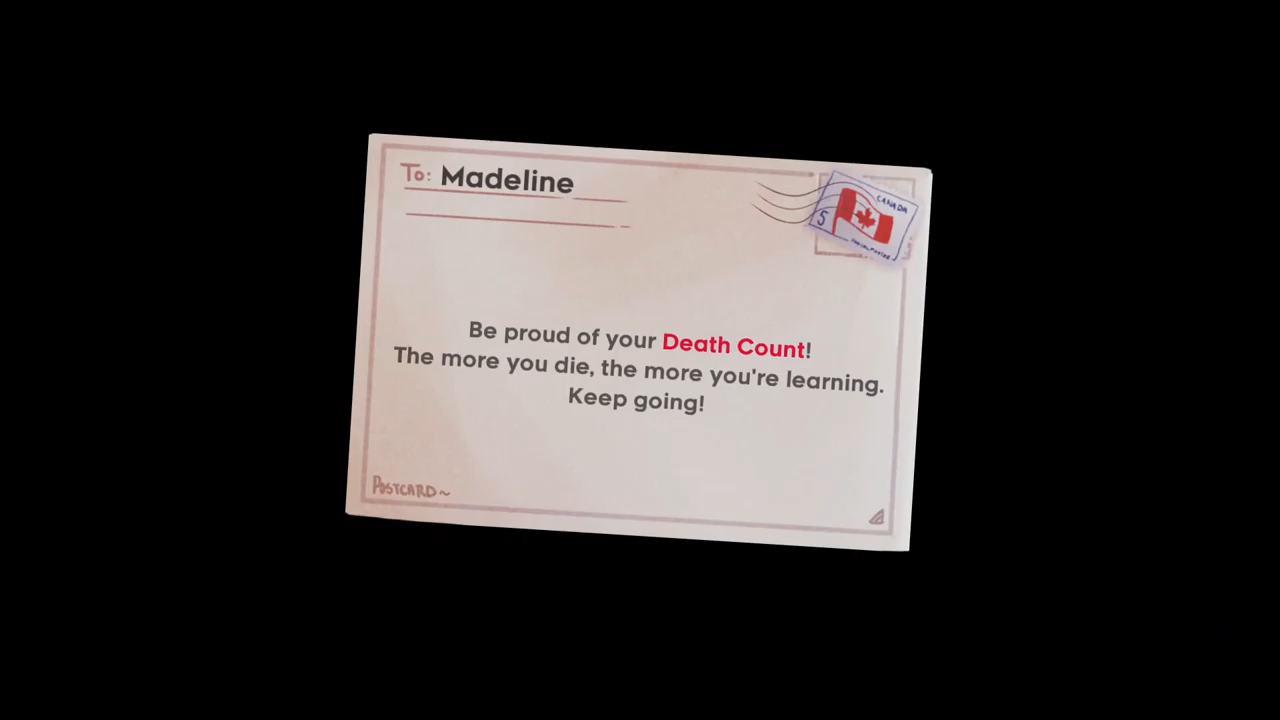 To: Madeline
CANADA
5
Be proud of your Death Count!
The more you die, the more you're learning.
Keep going!
POSTCARD~